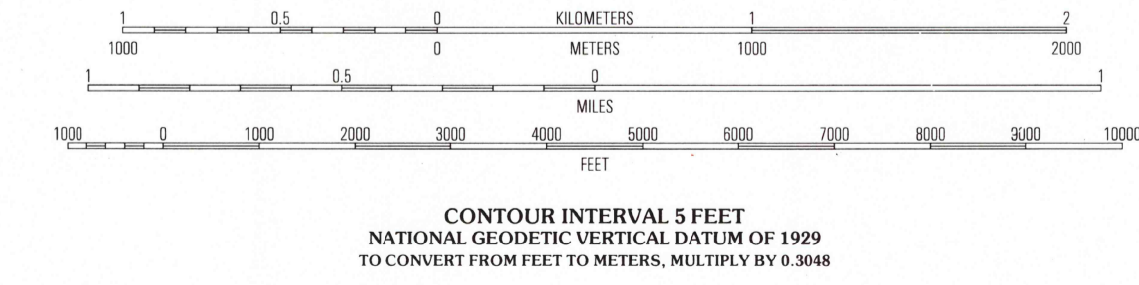 1 0.5 0 KILOMETERS 1 2
1000 0 METERS 1000 2000
1 0.5 0 1
MILES
1000 0 1000 2000 3000 4000 5000 6000 7000 8000 9000 10000
FEET
CONTOUR INTERVAL 5 FEET
NATIONAL GEODETIC VERTICAL DATUM OF 1929
TO CONVERT FROM FEET TO METERS, MULTIPLY BY 0.3048